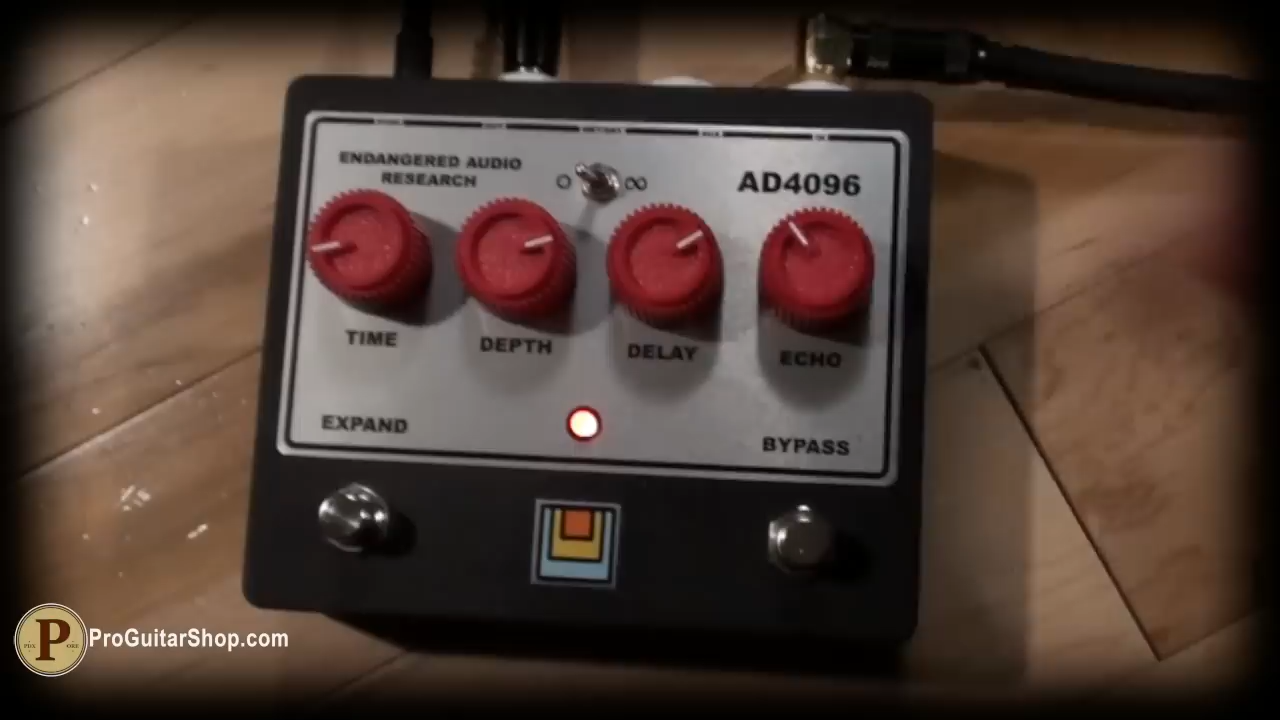 ENDANGERED AUDIO
RESEARCH
O ∞
AD4096
TIME
DEPTH
DELAY
ECHO
EXPAND
BYPASS
P
ProGuitarShop.com